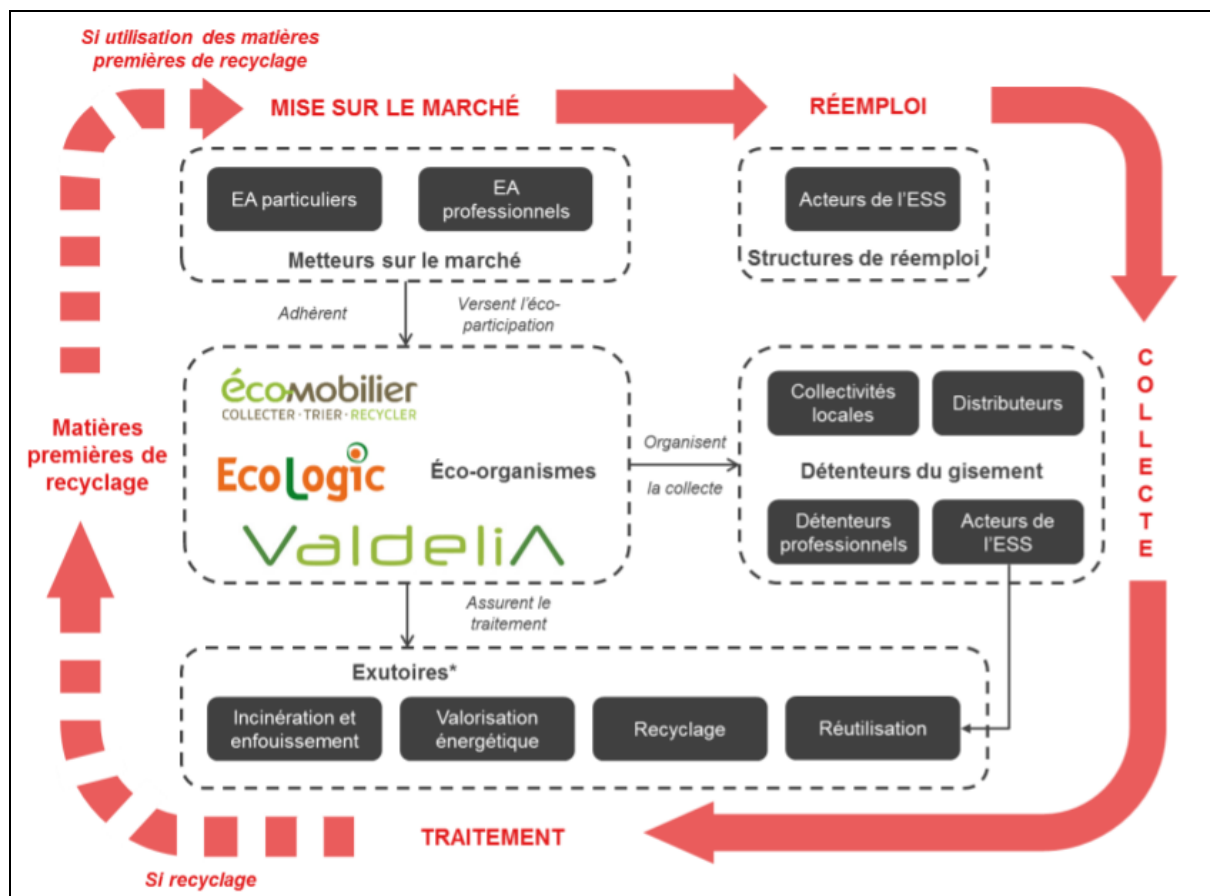 Si utilisation des matières
premières de recyclage
MISE SUR LE MARCHÉ
RÉEMPLOI
EA particuliers
EA
professionnels
Metteurs sur le marché
Acteurs de l'ESS
Structures de réemploi
Adhèrent
Versent l'éco-
participation
COLLECTE
écomobilier
COLLECTER · TRIER · RECYCLER
EcoLogic
Éco-organismes
ValdeliA
Organisent
la collecte
Collectivités
locales
Distributeurs
Détenteurs du gisement
Détenteurs
professionnels
Acteurs de
l'ESS
Matières
premières de
recyclage
Assurent le
traitement
Exutoires*
Incinération et
enfouissement
Valorisation
énergétique
Recyclage
Réutilisation
TRAITEMENT
Si recyclage